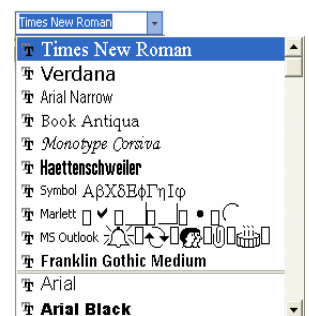 Times New Roman
Times New Roman
Verdana
Arial Narrow
Book Antiqua
Monotype Corsiva
Haettenschweiler
Symbol ΑβΧδΕφΓηΙφ
Marlett
MS Outlook
Franklin Gothic Medium
Arial
Arial Black